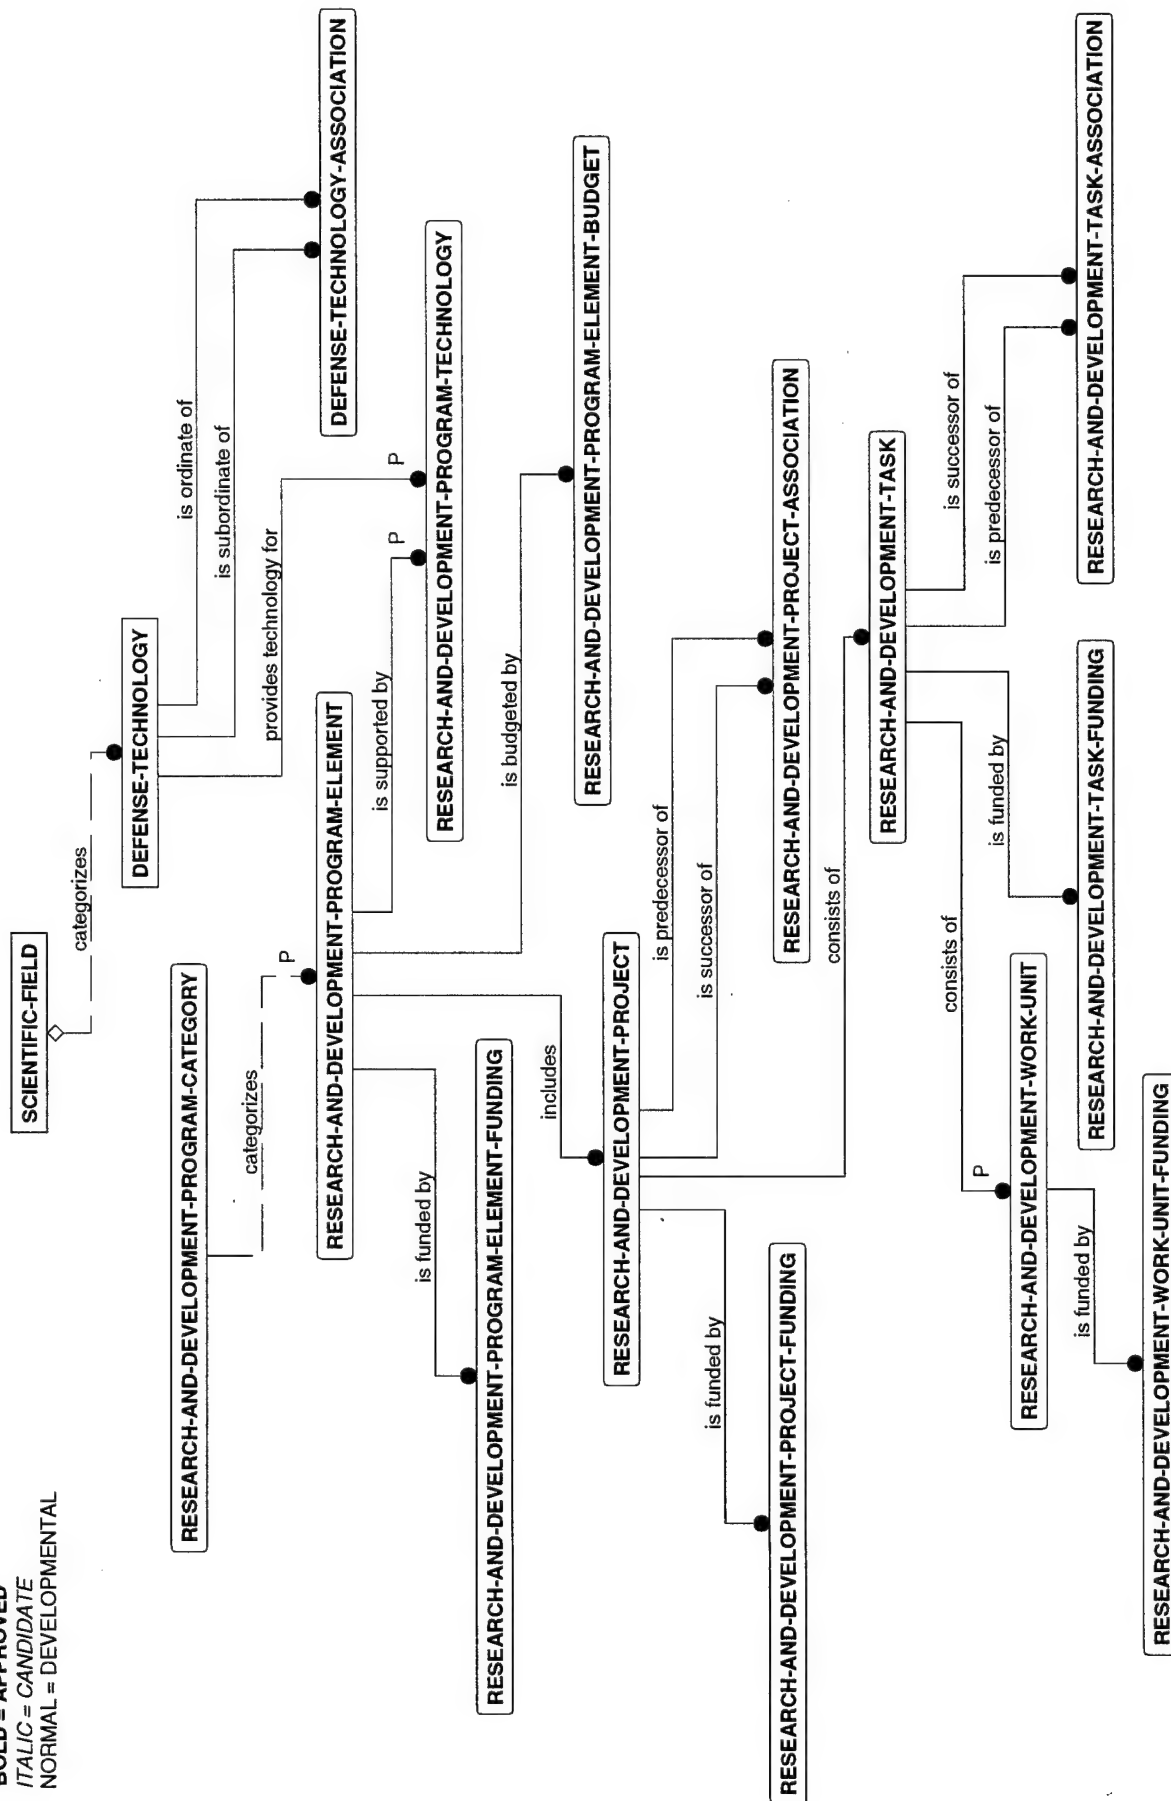 BOLD = APPROVED
ITALIC = CANDIDATE
NORMAL = DEVELOPMENTAL
SCIENTIFIC-FIELD
categorizes
DEFENSE-TECHNOLOGY
is ordinate of
is subordinate of
provides technology for
DEFENSE-TECHNOLOGY-ASSOCIATION
RESEARCH-AND-DEVELOPMENT-PROGRAM-CATEGORY
categorizes
P
RESEARCH-AND-DEVELOPMENT-PROGRAM-ELEMENT
is supported by
P
P
RESEARCH-AND-DEVELOPMENT-PROGRAM-TECHNOLOGY
is funded by
RESEARCH-AND-DEVELOPMENT-PROGRAM-ELEMENT-FUNDING
includes
is budgeted by
RESEARCH-AND-DEVELOPMENT-PROGRAM-ELEMENT-BUDGET
RESEARCH-AND-DEVELOPMENT-PROJECT
is predecessor of
is successor of
is funded by
RESEARCH-AND-DEVELOPMENT-PROJECT-FUNDING
RESEARCH-AND-DEVELOPMENT-PROJECT-ASSOCIATION
consists of
RESEARCH-AND-DEVELOPMENT-TASK
is successor of
is predecessor of
consists of
is funded by
P
RESEARCH-AND-DEVELOPMENT-WORK-UNIT
RESEARCH-AND-DEVELOPMENT-TASK-FUNDING
RESEARCH-AND-DEVELOPMENT-TASK-ASSOCIATION
is funded by
RESEARCH-AND-DEVELOPMENT-WORK-UNIT-FUNDING